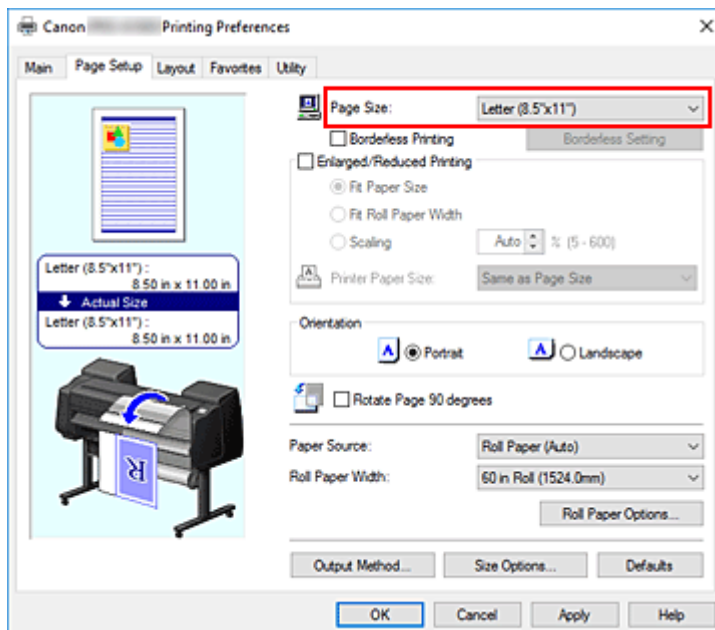 Canon Printing Preferences
Main Page Setup Layout Favorites Utility
Page Size: Letter (8.5"x11")
Borderless Printing Borderless Setting
Enlarged/Reduced Printing
Fit Paper Size
Fit Roll Paper Width
Scaling Auto % (5 - 600)
Printer Paper Size: Same as Page Size
Letter (8.5"x11") :
8.50 in x 11.00 in
Actual Size
Letter (8.5"x11") :
8.50 in x 11.00 in
Orientation
A Portrait A Landscape
Rotate Page 90 degrees
R
Paper Source: Roll Paper (Auto)
Roll Paper Width: 60 in Roll (1524.0mm)
Roll Paper Options...
Output Method... Size Options... Defaults
OK Cancel Apply Help